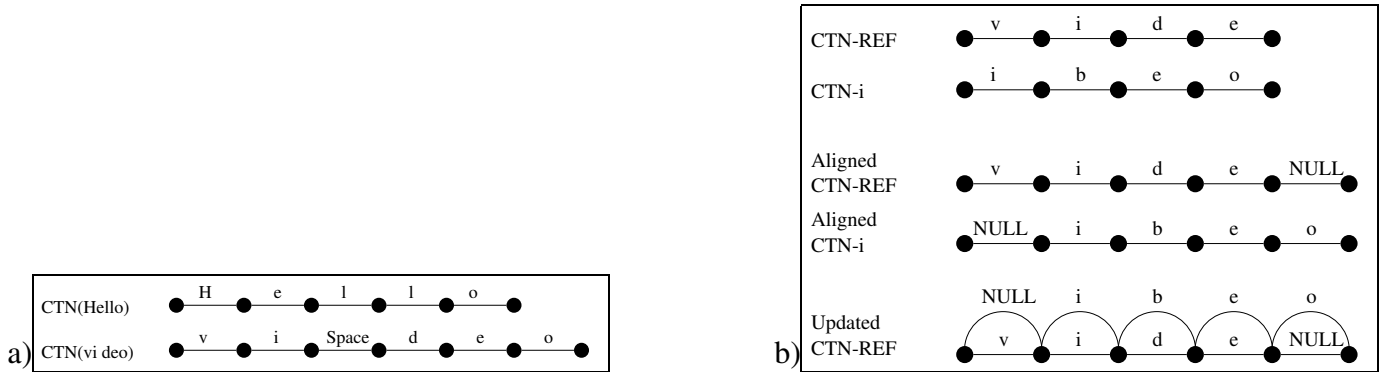 a)
H e l l o
CTN(Hello)
v i Space d e o
CTN(vi deo)
b)
v i d e
CTN-REF
i b e o
CTN-i
Aligned
v i d e NULL
CTN-REF
Aligned
NULL i b e o
CTN-i
NULL i b e o
Updated
v i d e NULL
CTN-REF